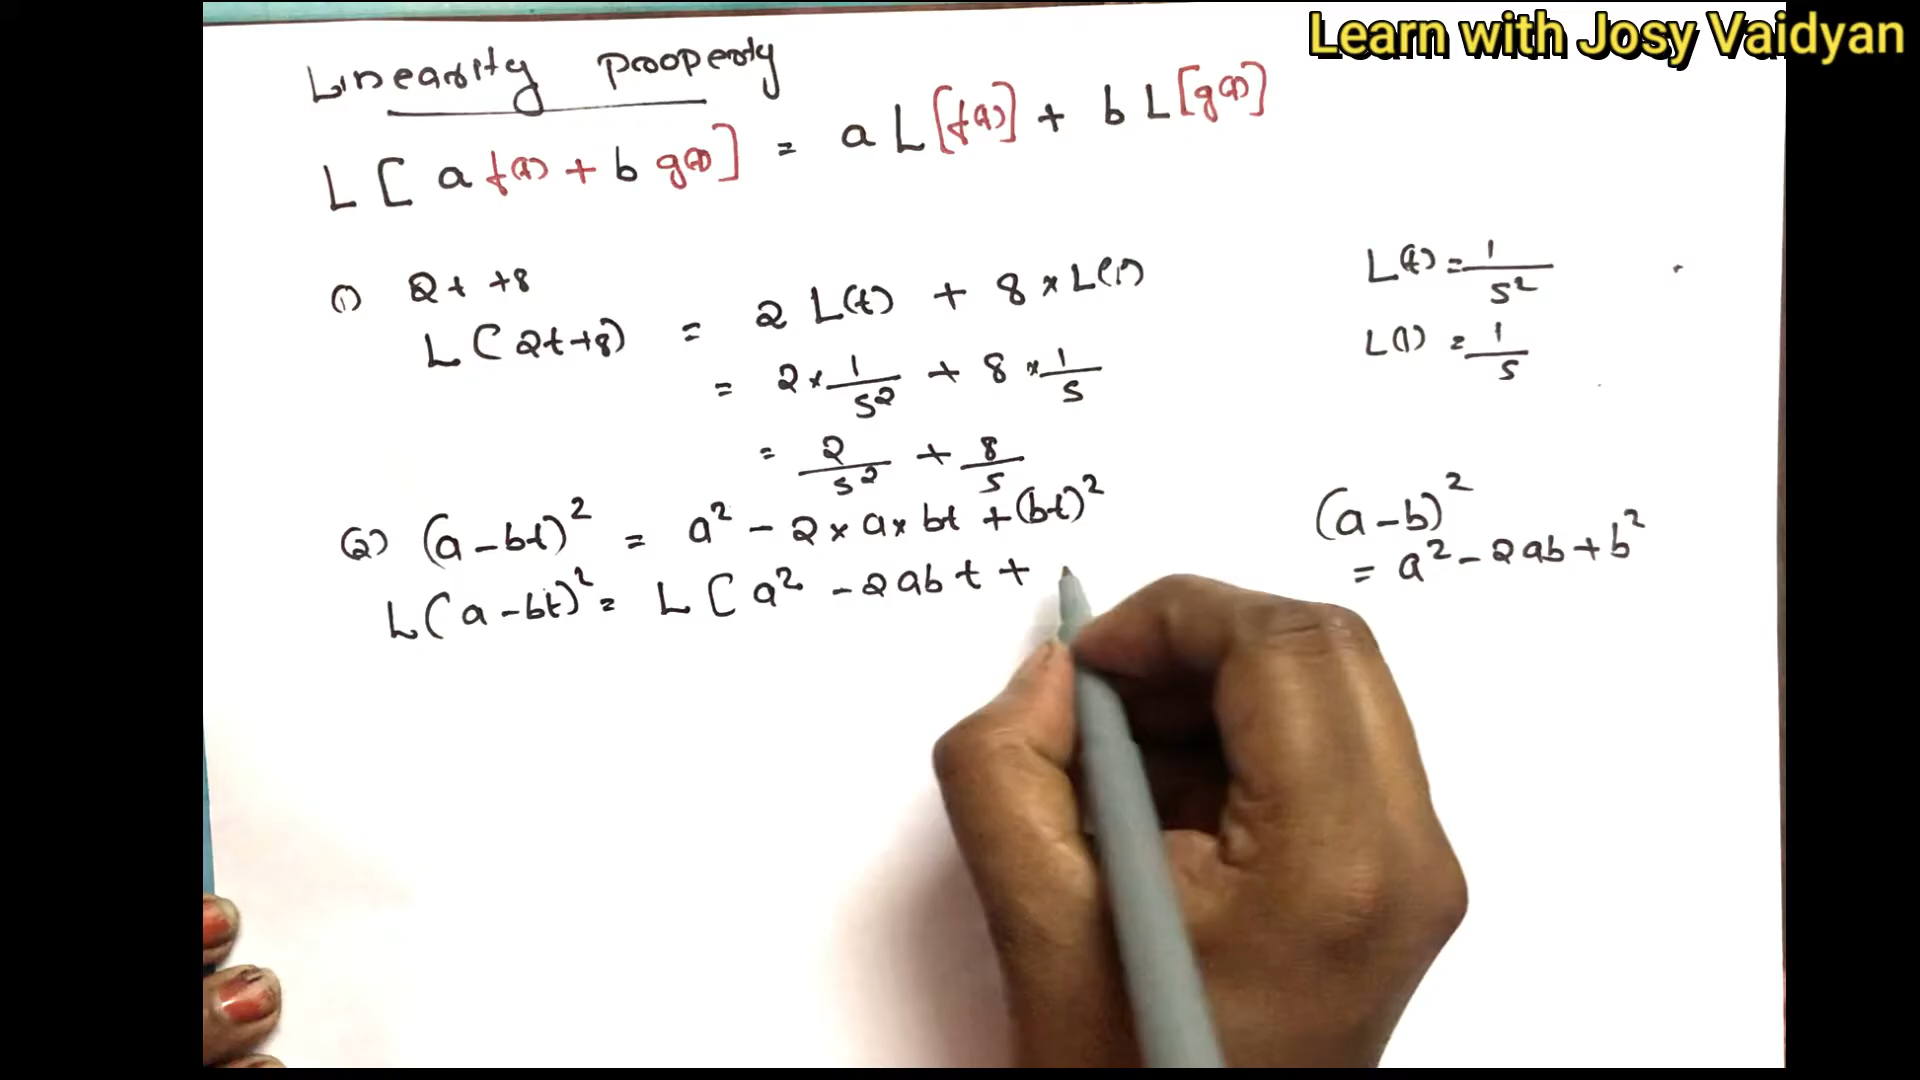 Learn with Josy Vaidyan
Linearity property
L[a f(t) + b g(t)] = a L[f(t)] + b L[g(t)]
(1) 2t +8
L(2t+8) = 2 L(t) + 8 × L(1)
= 2 × 1/s² + 8 × 1/s
= 2/s² + 8/s
L(t) = 1/s²
L(1) = 1/s
(2) (a-bt)² = a² - 2 × a × bt + (bt)²
L(a-bt)² = L[a² - 2abt +
(a-b)²
= a² - 2ab + b²